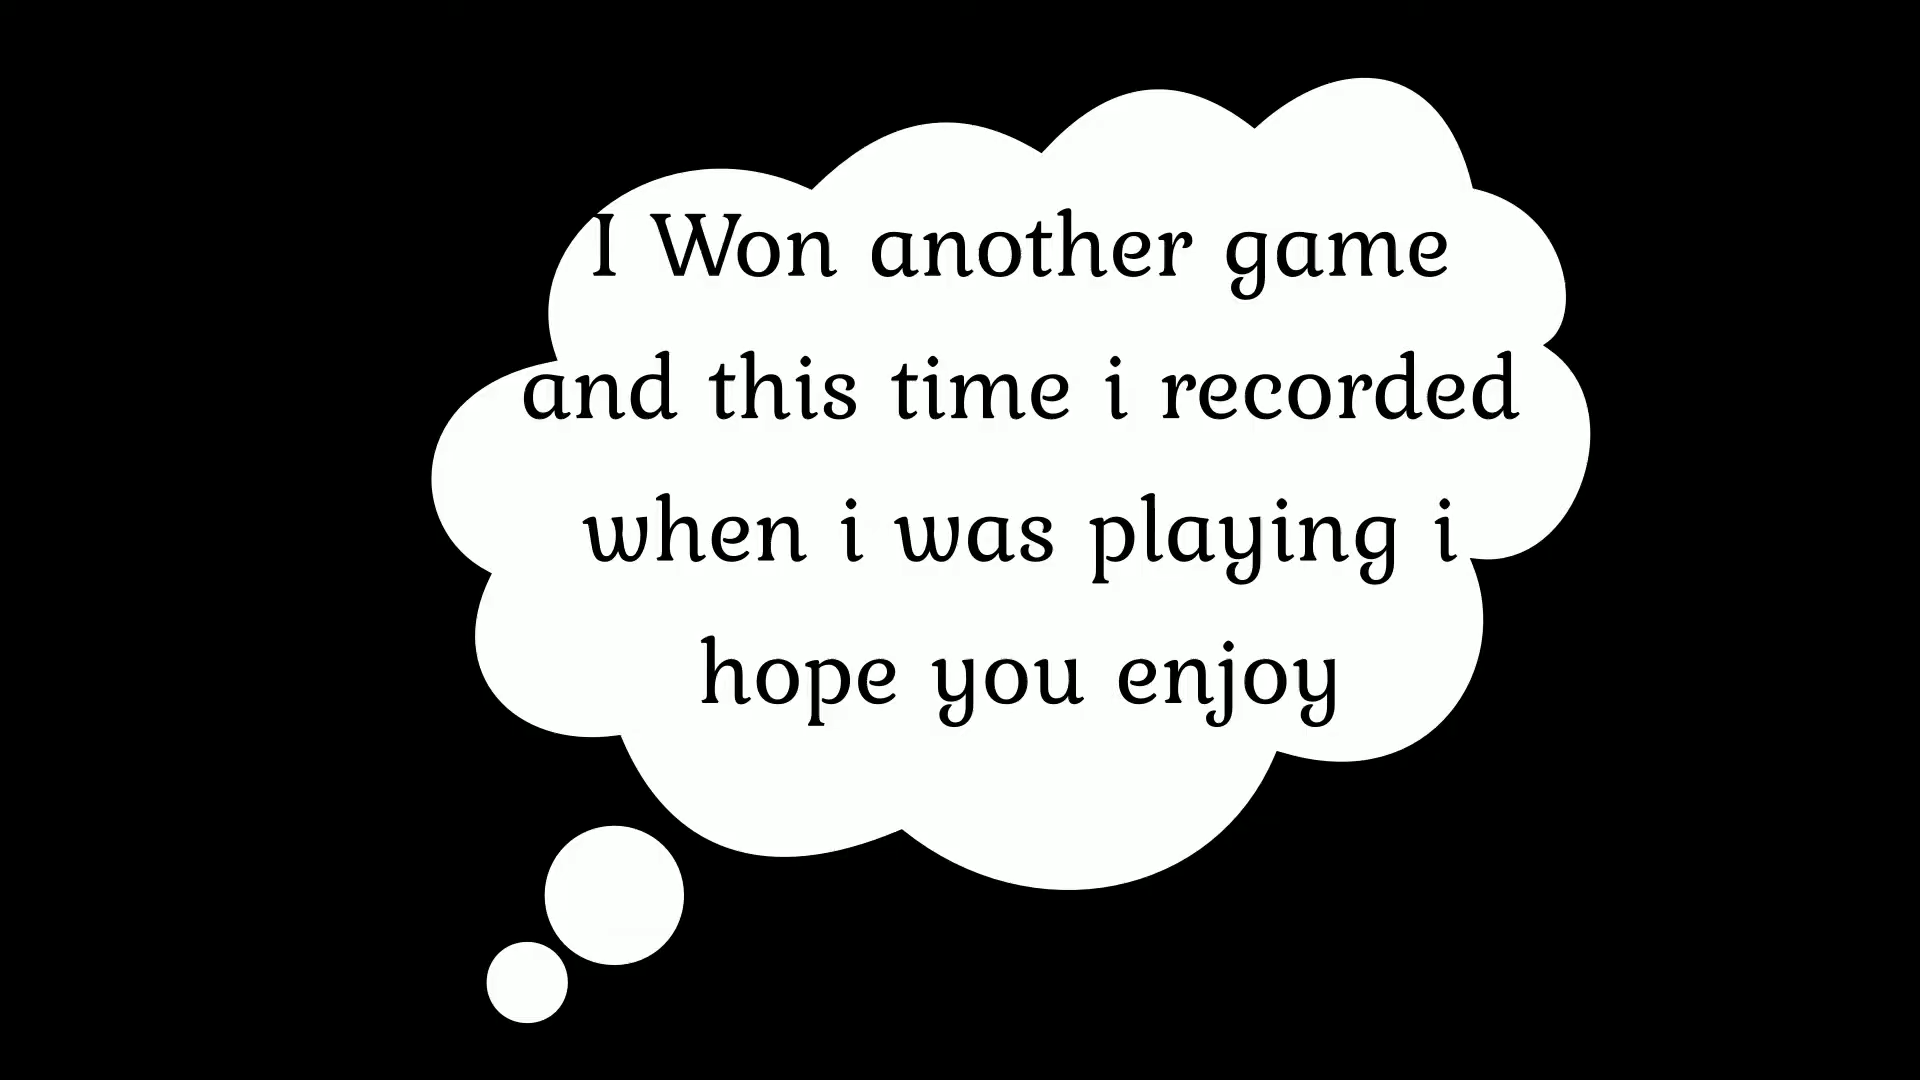 I Won another game
and this time i recorded
when i was playing i
hope you enjoy